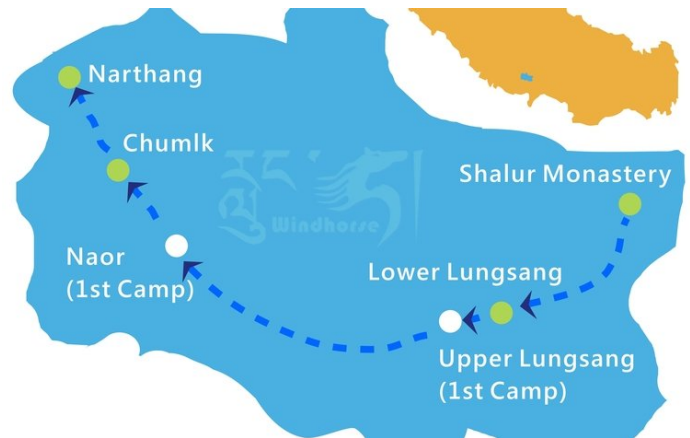 Narthang
Chumlk
Shalur Monastery
རླུང་
རྟ
Windhorse
Naor
(1st Camp)
Lower Lungsang
Upper Lungsang
(1st Camp)